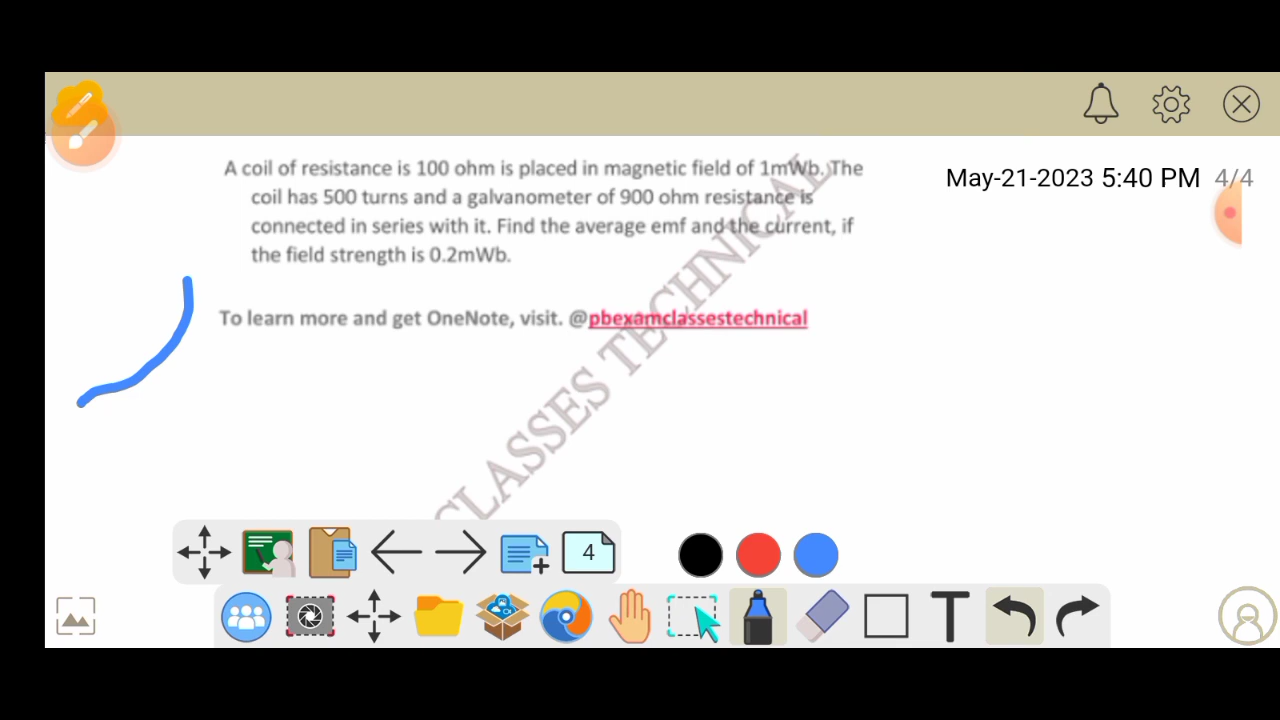 A coil of resistance is 100 ohm is placed in magnetic field of 1mWb. The
coil has 500 turns and a galvanometer of 900 ohm resistance is
connected in series with it. Find the average emf and the current, if
the field strength is 0.2mWb.
May-21-2023 5:40 PM 4/4
To learn more and get OneNote, visit. @pbexamclassestechnical
CLASSES TECHNICAL
4
T